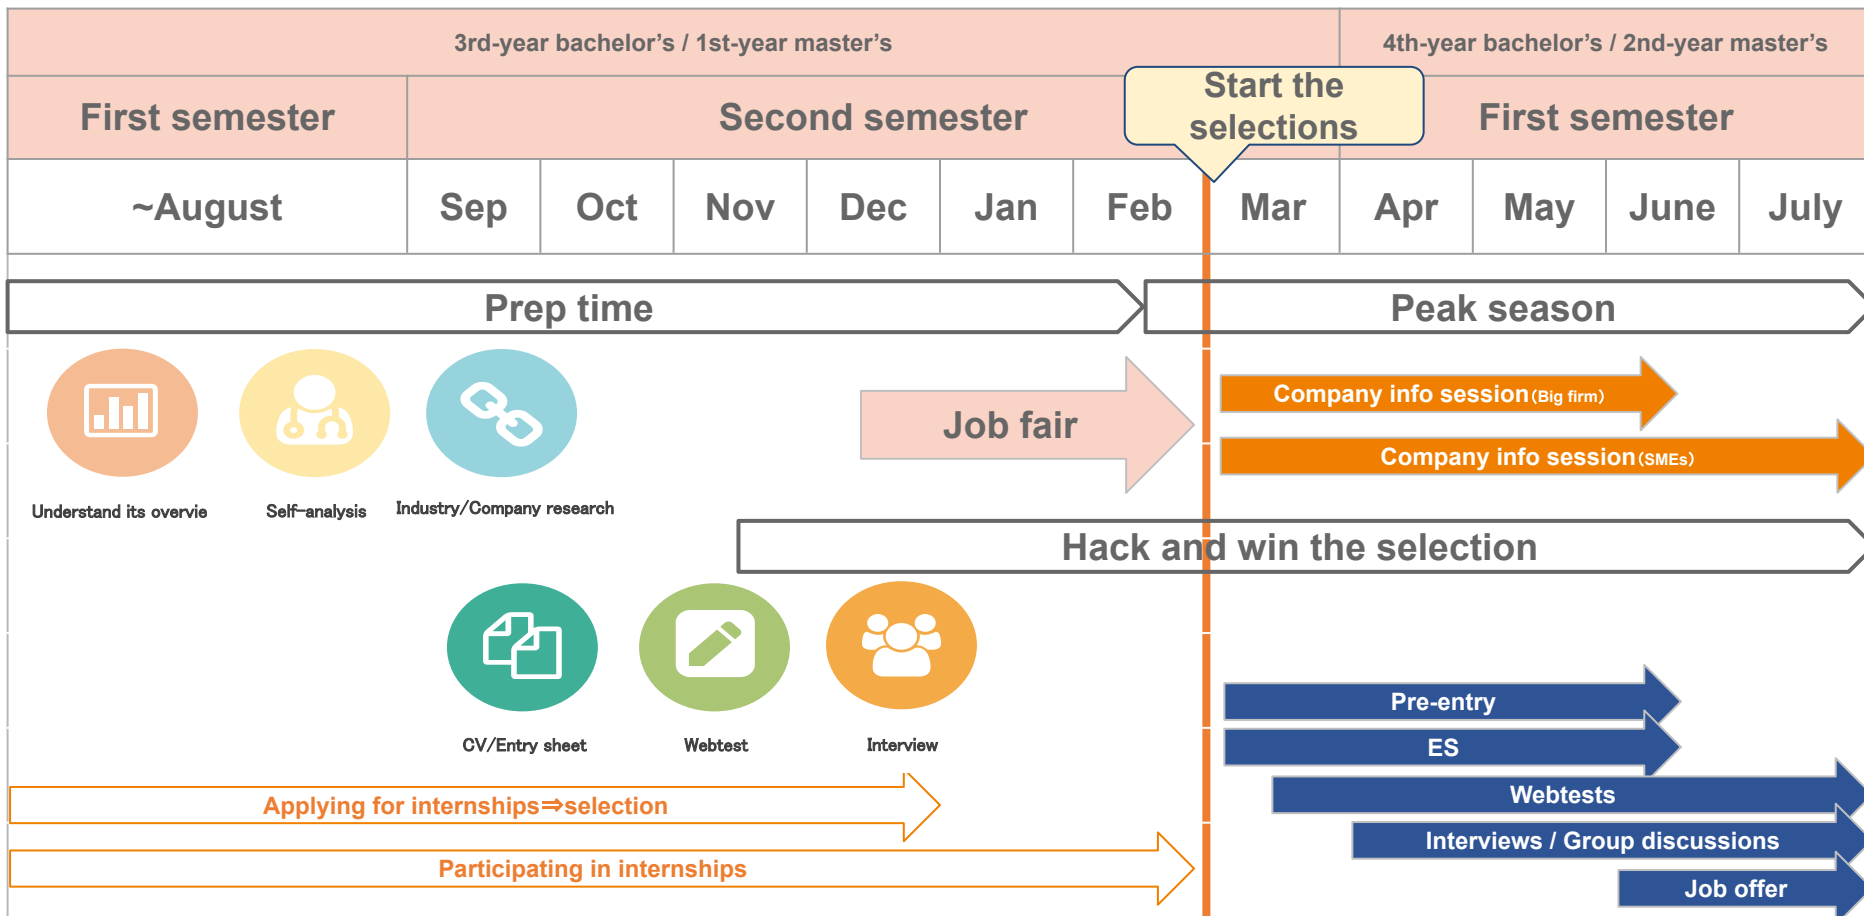 3rd-year bachelor’s / 1st-year master’s
4th-year bachelor’s / 2nd-year master’s
First semester
Second semester
Start the
selections
First semester
~August
Sep
Oct
Nov
Dec
Jan
Feb
Mar
Apr
May
June
July
Prep time
Peak season
Company info session(Big firm)
Job fair
Company info session(SMEs)
Understand its overvie
Self-analysis
Industry/Company research
Hack and win the selection
Pre-entry
CV/Entry sheet
Webtest
Interview
ES
Applying for internships⇒selection
Webtests
Interviews / Group discussions
Participating in internships
Job offer